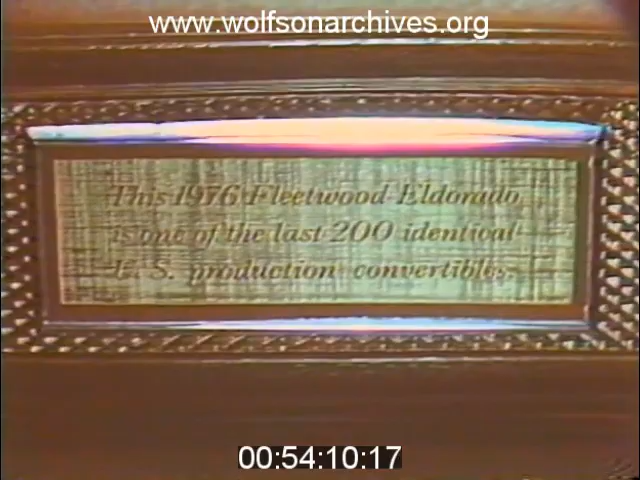 www.wolfsonarchives.org
This 1976 Fleetwood Eldorado
is one of the last 200 identical
U. S. production convertibles.
00:54:10:17